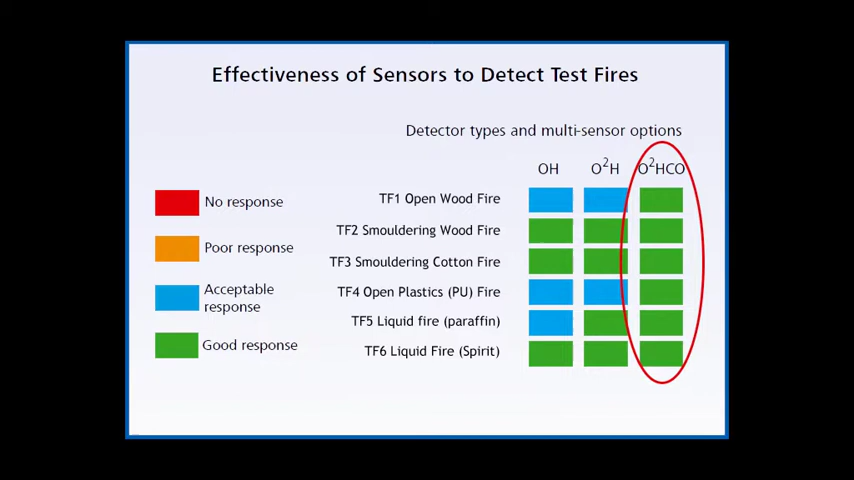 Effectiveness of Sensors to Detect Test Fires
Detector types and multi-sensor options
OH O²H O²HCO
No response
Poor response
Acceptable
response
Good response
TF1 Open Wood Fire
TF2 Smouldering Wood Fire
TF3 Smouldering Cotton Fire
TF4 Open Plastics (PU) Fire
TF5 Liquid fire (paraffin)
TF6 Liquid Fire (Spirit)